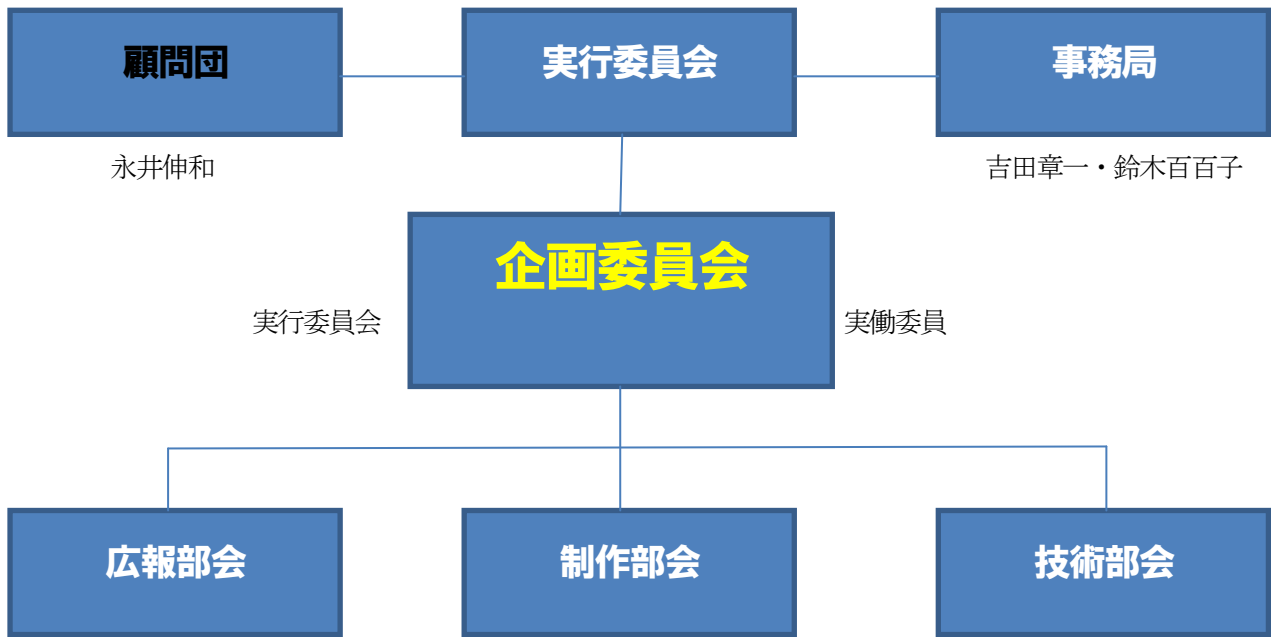 顧問団
実行委員会
事務局
永井伸和
吉田章一・鈴木百百子
企画委員会
実行委員会
実働委員
広報部会
制作部会
技術部会